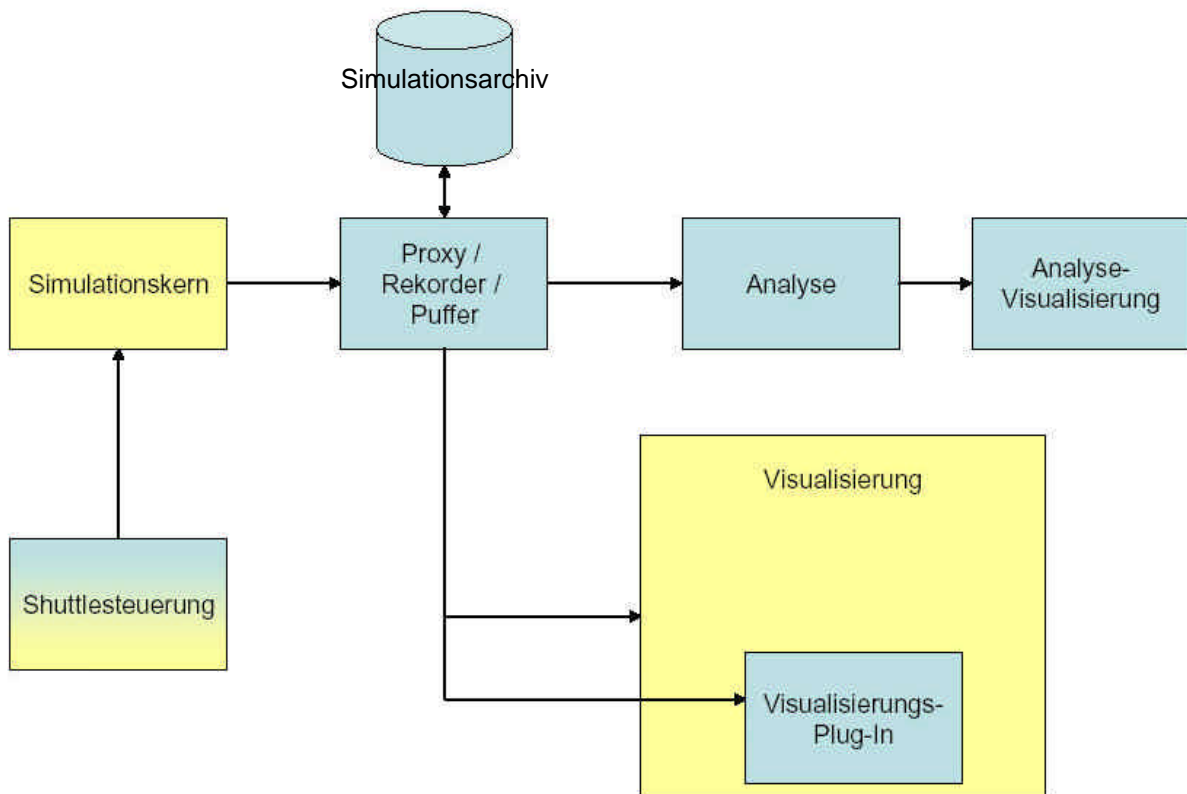 Simulationsarchiv
Simulationskern
Proxy /
Rekorder /
Puffer
Analyse
Analyse-
Visualisierung
Visualisierung
Shuttlesteuerung
Visualisierungs-
Plug-In